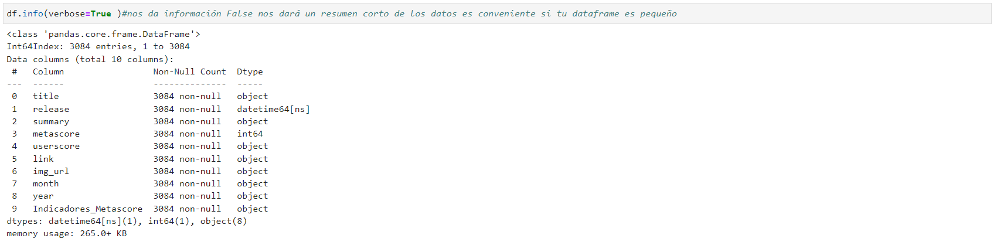 df.info(verbose=True )#nos da información False nos dará un resumen corto de los datos es conveniente si tu dataframe es pequeño
<class 'pandas.core.frame.DataFrame'>
Int64Index: 3084 entries, 1 to 3084
Data columns (total 10 columns):
 #   Column                 Non-Null Count  Dtype
---  ------                 --------------  -----
 0   title                  3084 non-null   object
 1   release                3084 non-null   datetime64[ns]
 2   summary                3084 non-null   object
 3   metascore              3084 non-null   int64
 4   userscore              3084 non-null   object
 5   link                   3084 non-null   object
 6   img_url                3084 non-null   object
 7   month                  3084 non-null   object
 8   year                   3084 non-null   object
 9   Indicadores_Metascore  3084 non-null   object
dtypes: datetime64[ns](1), int64(1), object(8)
memory usage: 265.0+ KB